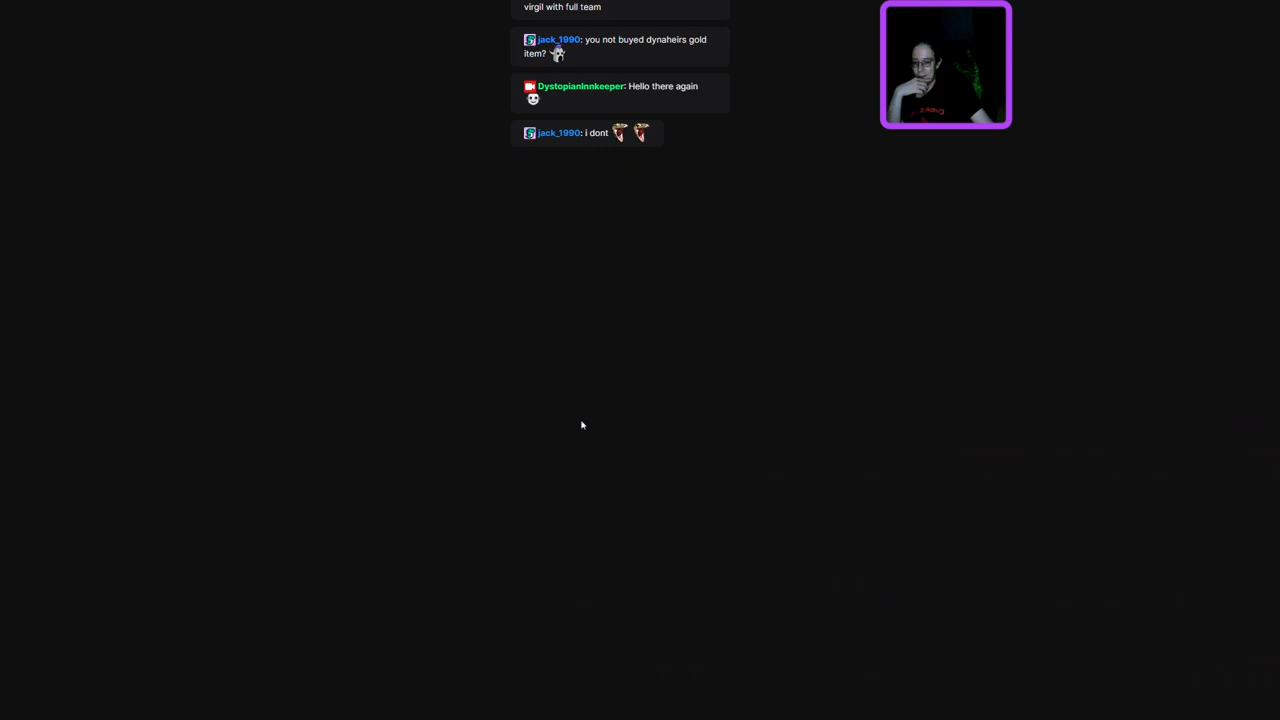 virgil with full team
jack_1990: you not buyed dynaheirs gold
item?
DystopianInnkeeper: Hello there again
jack_1990: i dont